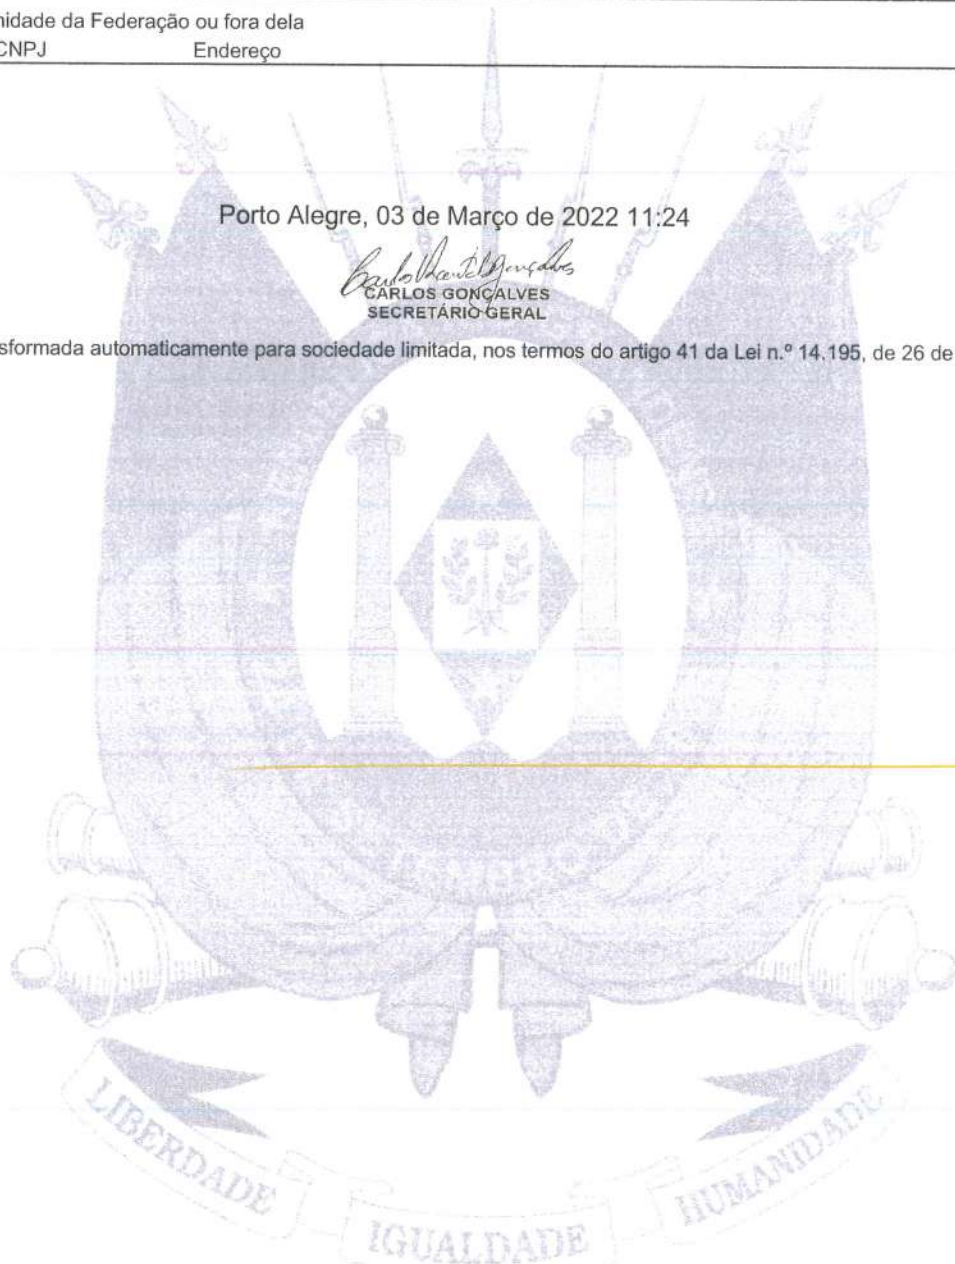 nidade da Federação ou fora dela
CNPJ Endereço
Porto Alegre, 03 de Março de 2022 11:24
CARLOS GONÇALVES
SECRETÁRIO GERAL
sformada automaticamente para sociedade limitada, nos termos do artigo 41 da Lei n.º 14.195, de 26 de
LIBERDADE
IGUALDADE
HUMANIDADE